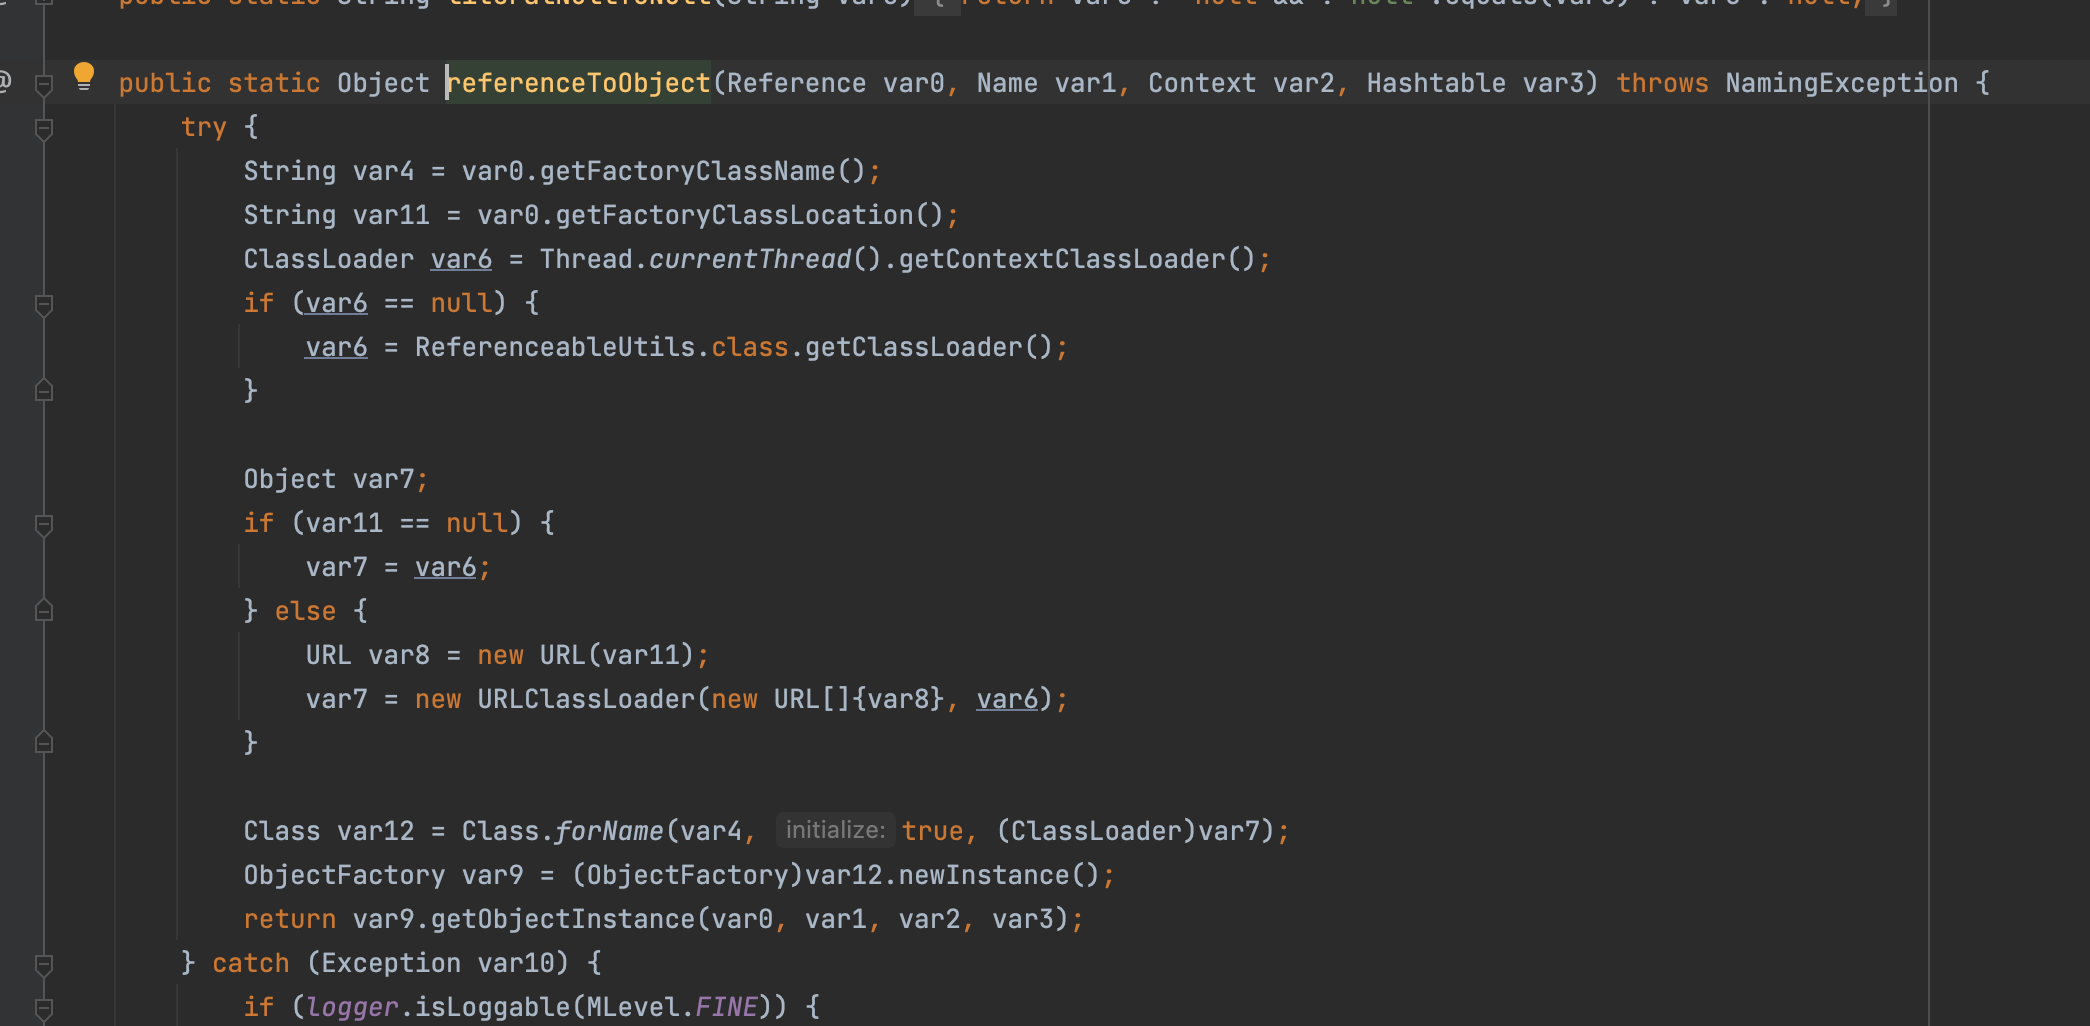 public static Object referenceToObject(Reference var0, Name var1, Context var2, Hashtable var3) throws NamingException {
try {
String var4 = var0.getFactoryClassName();
String var11 = var0.getFactoryClassLocation();
ClassLoader var6 = Thread.currentThread().getContextClassLoader();
if (var6 == null) {
var6 = ReferenceableUtils.class.getClassLoader();
}
Object var7;
if (var11 == null) {
var7 = var6;
} else {
URL var8 = new URL(var11);
var7 = new URLClassLoader(new URL[]{var8}, var6);
}
Class var12 = Class.forName(var4, initialize: true, (ClassLoader)var7);
ObjectFactory var9 = (ObjectFactory)var12.newInstance();
return var9.getObjectInstance(var0, var1, var2, var3);
} catch (Exception var10) {
if (logger.isLoggable(MLevel.FINE)) {